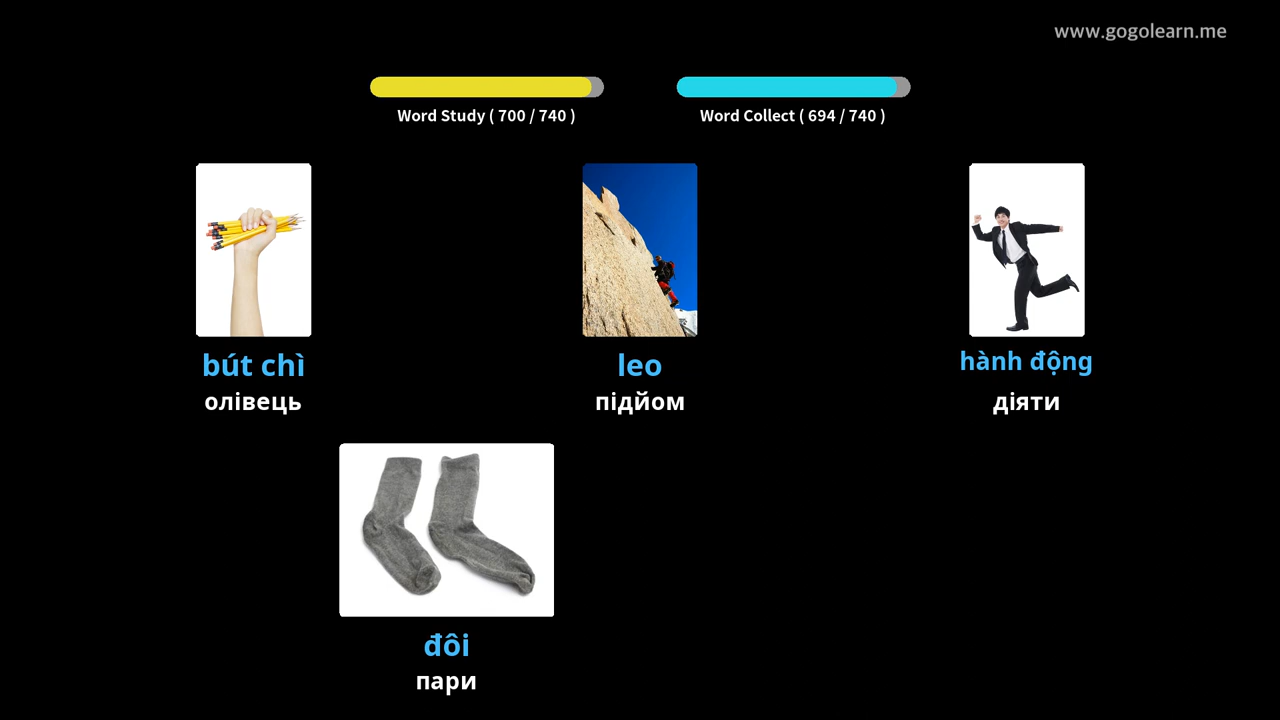 www.gogolearn.me
Word Study ( 700 / 740 )
Word Collect ( 694 / 740 )
bút chì
олівець
leo
підйом
hành động
діяти
đôi
пари